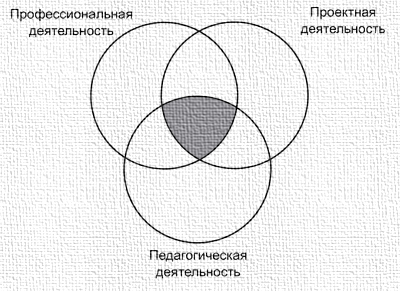 Профессиональная
деятельность
Проектная
деятельность
Педагогическая
деятельность